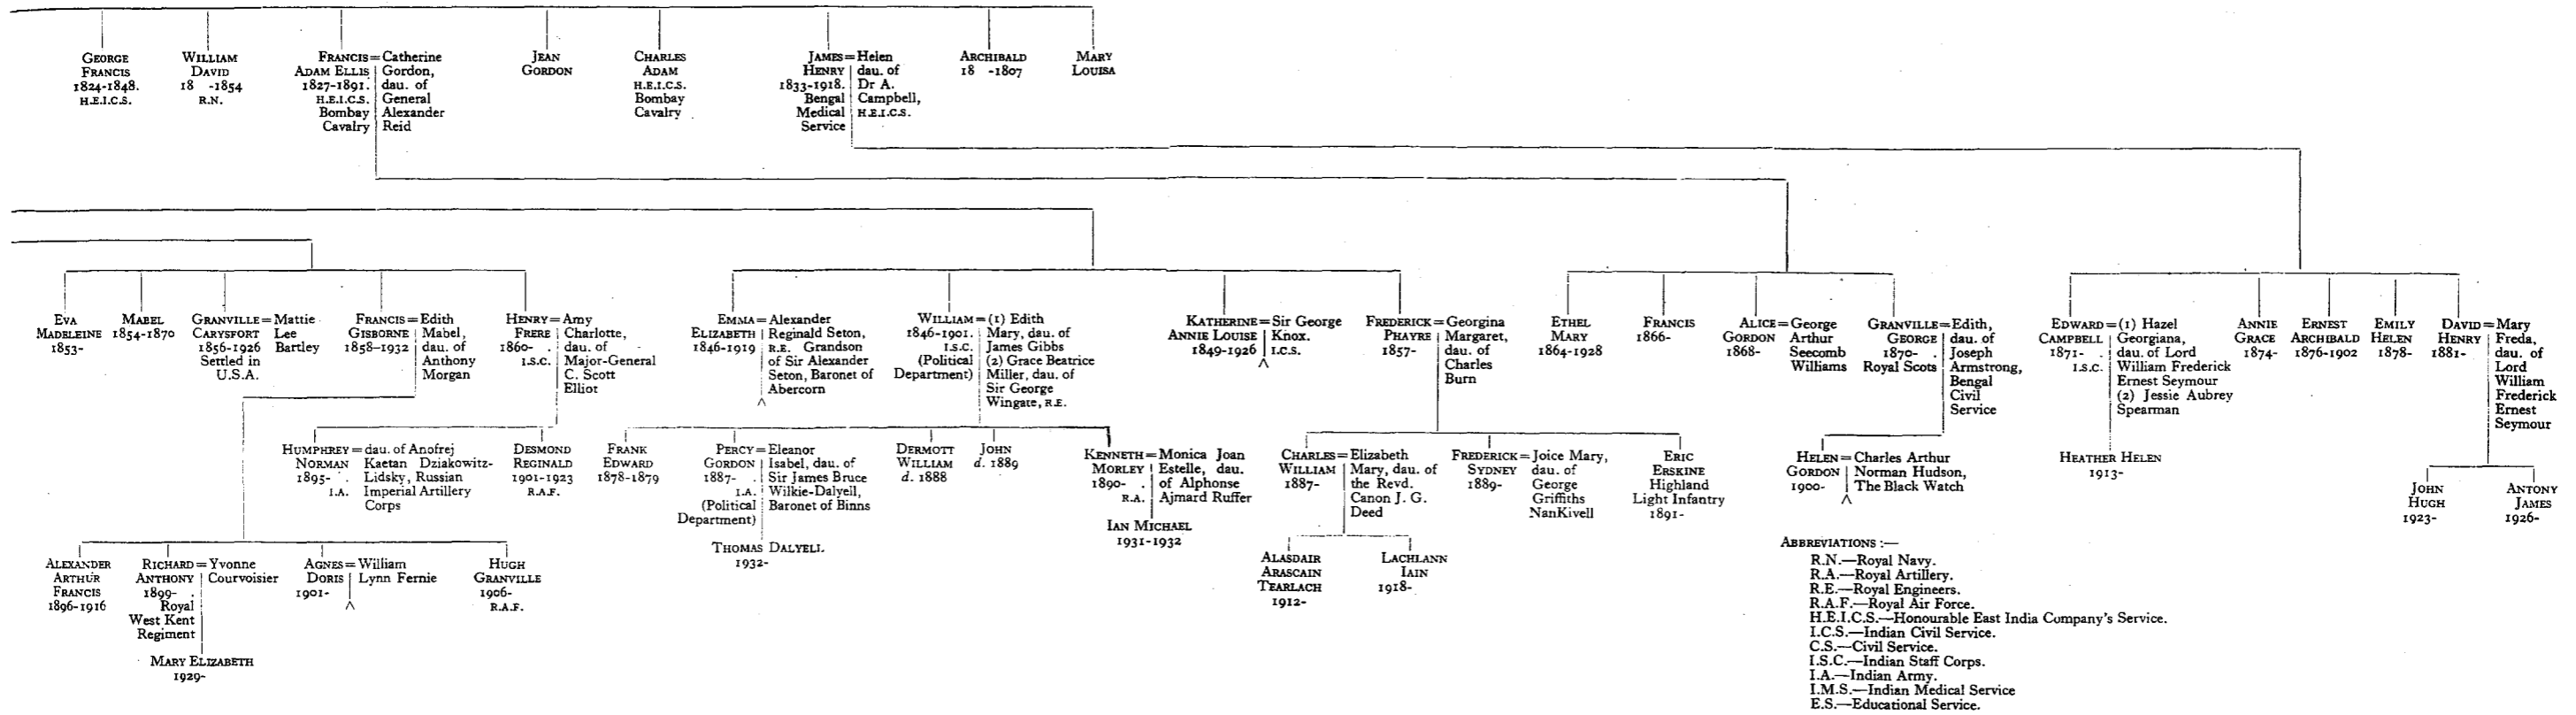 GEORGE
FRANCIS
1824-1848.
H.E.I.C.S.
WILLIAM
DAVID
18 -1854
R.N.
FRANCIS=Catherine
ADAM ELLIS Gordon,
1827-1891. dau. of
H.E.I.C.S. General
Bombay Alexander
Cavalry Reid
JEAN
GORDON
CHARLES
ADAM
H.E.I.C.S.
Bombay
Cavalry
JAMES=Helen
HENRY dau. of
1833-1918. Dr A.
Bengal Campbell,
Medical H.E.I.C.S.
Service
ARCHIBALD
18 -1807
MARY
LOUISA
EVA
MADELEINE
1853-
MABEL
1854-1870
GRANVILLE=Mattie
CARYSFORT Lee
1856-1926 Bartley
Settled in
U.S.A.
FRANCIS=Edith
GISBORNE Mabel,
1858-1932 dau. of
Anthony
Morgan
HENRY=Amy
FRERE Charlotte,
1860- . dau. of
I.S.C. Major-General
C. Scott
Elliot
EMMA=Alexander
ELIZABETH Reginald Seton,
1846-1919 R.E. Grandson
of Sir Alexander
Seton, Baronet of
Abercorn
WILLIAM=(1) Edith
1846-1901. Mary, dau. of
I.S.C. James Gibbs
(Political (2) Grace Beatrice
Department) Miller, dau. of
Sir George
Wingate, R.E.
KATHERINE=Sir George
ANNIE LOUISE Knox.
1849-1926 I.C.S.
FREDERICK=Georgina
PHAYRE Margaret,
1857- dau. of
Charles
Burn
ETHEL
MARY
1864-1928
FRANCIS
1866-
ALICE=George
GORDON Arthur
1868- Seecomb
Williams
GRANVILLE=Edith,
GEORGE dau. of
1870- . Joseph
Royal Scots Armstrong,
Bengal
Civil
Service
EDWARD=(1) Hazel
CAMPBELL Georgiana,
1871- . dau. of Lord
I.S.C. William Frederick
Ernest Seymour
(2) Jessie Aubrey
Spearman
ANNIE
GRACE
1874-
ERNEST
ARCHIBALD
1876-1902
EMILY
HELEN
1878-
DAVID=Mary
HENRY Freda,
1881- dau. of
Lord
William
Frederick
Ernest
Seymour
HUMPHREY=dau. of Anofrej
NORMAN Kaetan Dziakowitz-
1895- . Lidsky, Russian
I.A. Imperial Artillery
Corps
DESMOND
REGINALD
1901-1923
R.A.F.
FRANK
EDWARD
1878-1879
PERCY=Eleanor
GORDON Isabel, dau. of
1887- . Sir James Bruce
I.A. Wilkie-Dalyell,
(Political Baronet of Binns
Department)
DERMOTT
WILLIAM
d. 1888
JOHN
d. 1889
KENNETH=Monica Joan
MORLEY Estelle, dau.
1890- . of Alphonse
R.A. Ajmard Ruffer
CHARLES=Elizabeth
WILLIAM Mary, dau. of
1887- the Revd.
Canon J. G.
Deed
FREDERICK=Joice Mary,
SYDNEY dau. of
1889- George
Griffiths
NanKivell
ERIC
ERSKINE
Highland
Light Infantry
1891-
HELEN=Charles Arthur
GORDON Norman Hudson,
1900- The Black Watch
HEATHER HELEN
1913-
JOHN
HUGH
1923-
ANTONY
JAMES
1926-
IAN MICHAEL
1931-1932
THOMAS DALYELL
1932-
ALEXANDER
ARTHUR
FRANCIS
1896-1916
RICHARD=Yvonne
ANTHONY Courvoisier
1899- .
Royal
West Kent
Regiment
AGNES=William
DORIS Lynn Fernie
1901-
HUGH
GRANVILLE
1906-
R.A.F.
ALASDAIR
ARASCAIN
TEARLACH
1912-
LACHLANN
IAIN
1918-
MARY ELIZABETH
1929-
ABBREVIATIONS :—
R.N.—Royal Navy.
R.A.—Royal Artillery.
R.E.—Royal Engineers.
R.A.F.—Royal Air Force.
H.E.I.C.S.—Honourable East India Company's Service.
I.C.S.—Indian Civil Service.
C.S.—Civil Service.
I.S.C.—Indian Staff Corps.
I.A.—Indian Army.
I.M.S.—Indian Medical Service
E.S.—Educational Service.